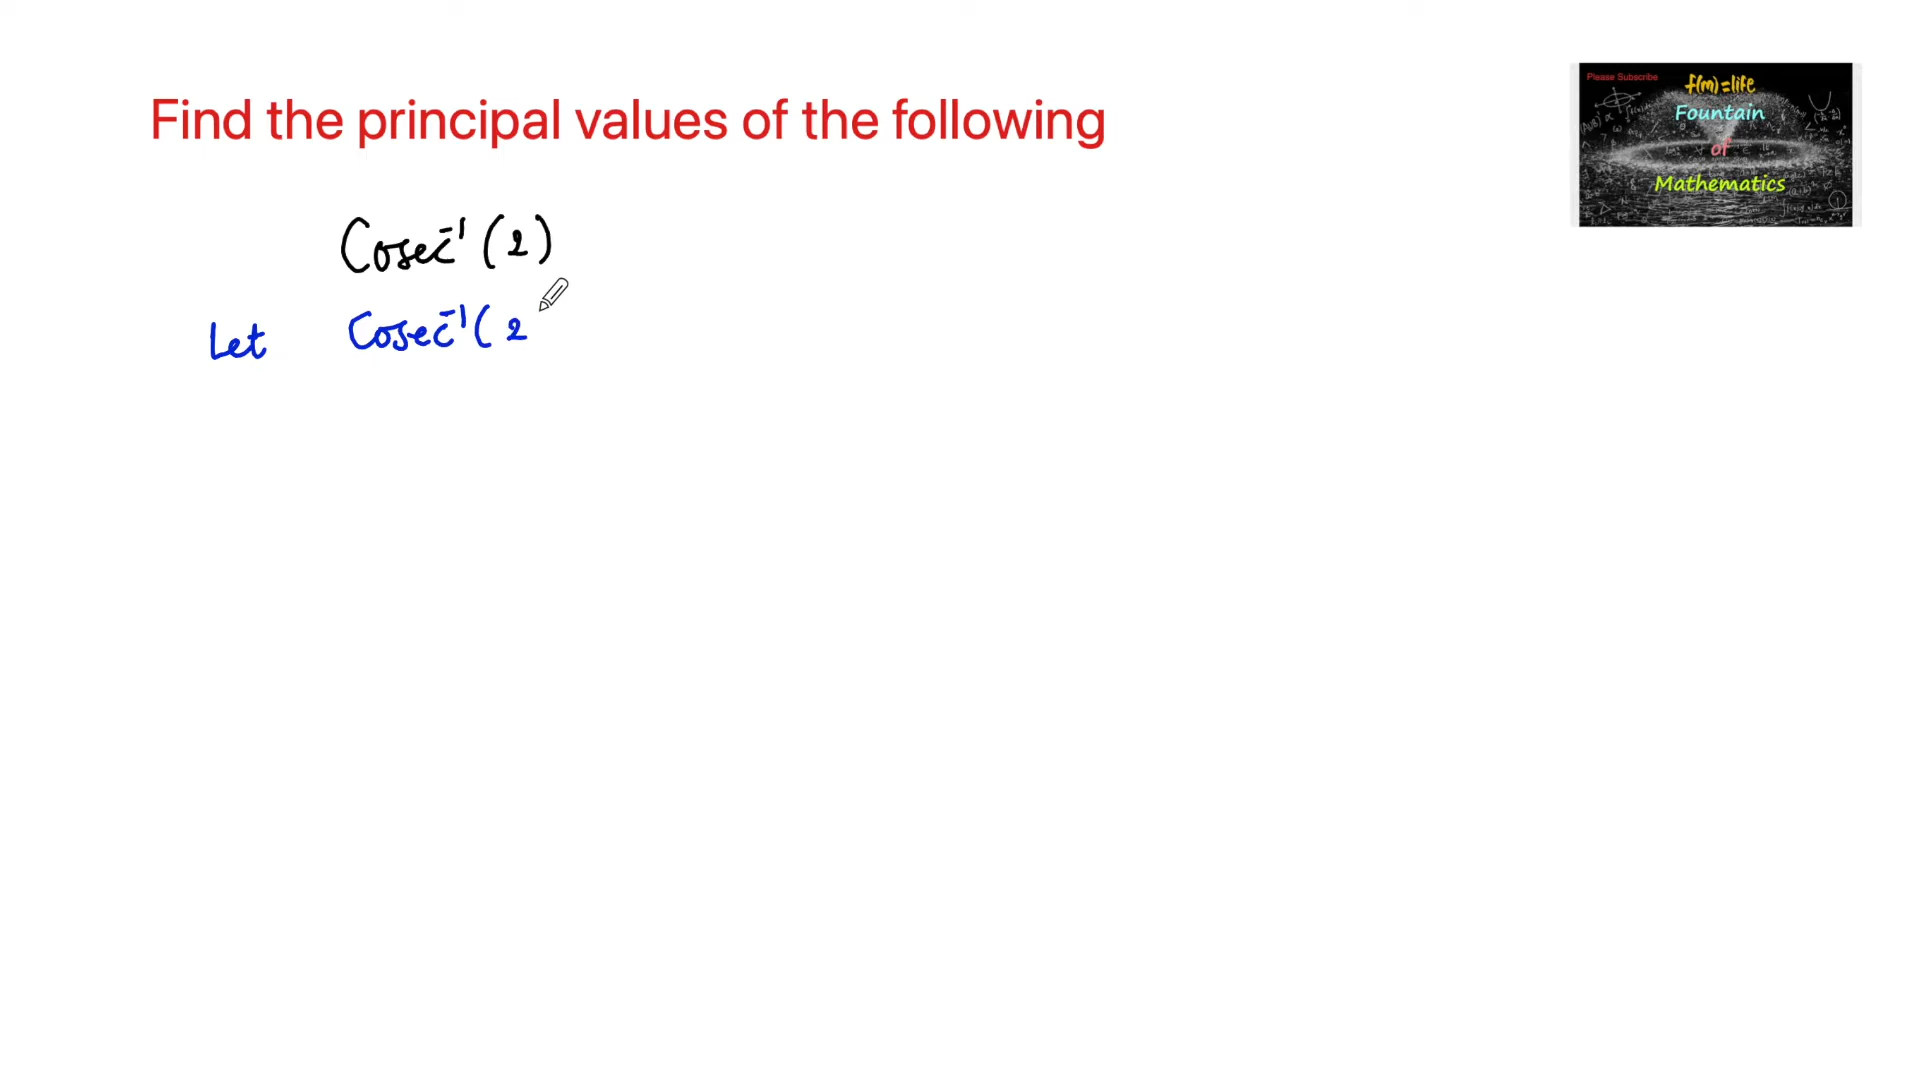 Find the principal values of the following
Cosec⁻¹ (2)
Let Cosec⁻¹( 2
Please Subscribe
f(m)=life
Fountain
of
Mathematics